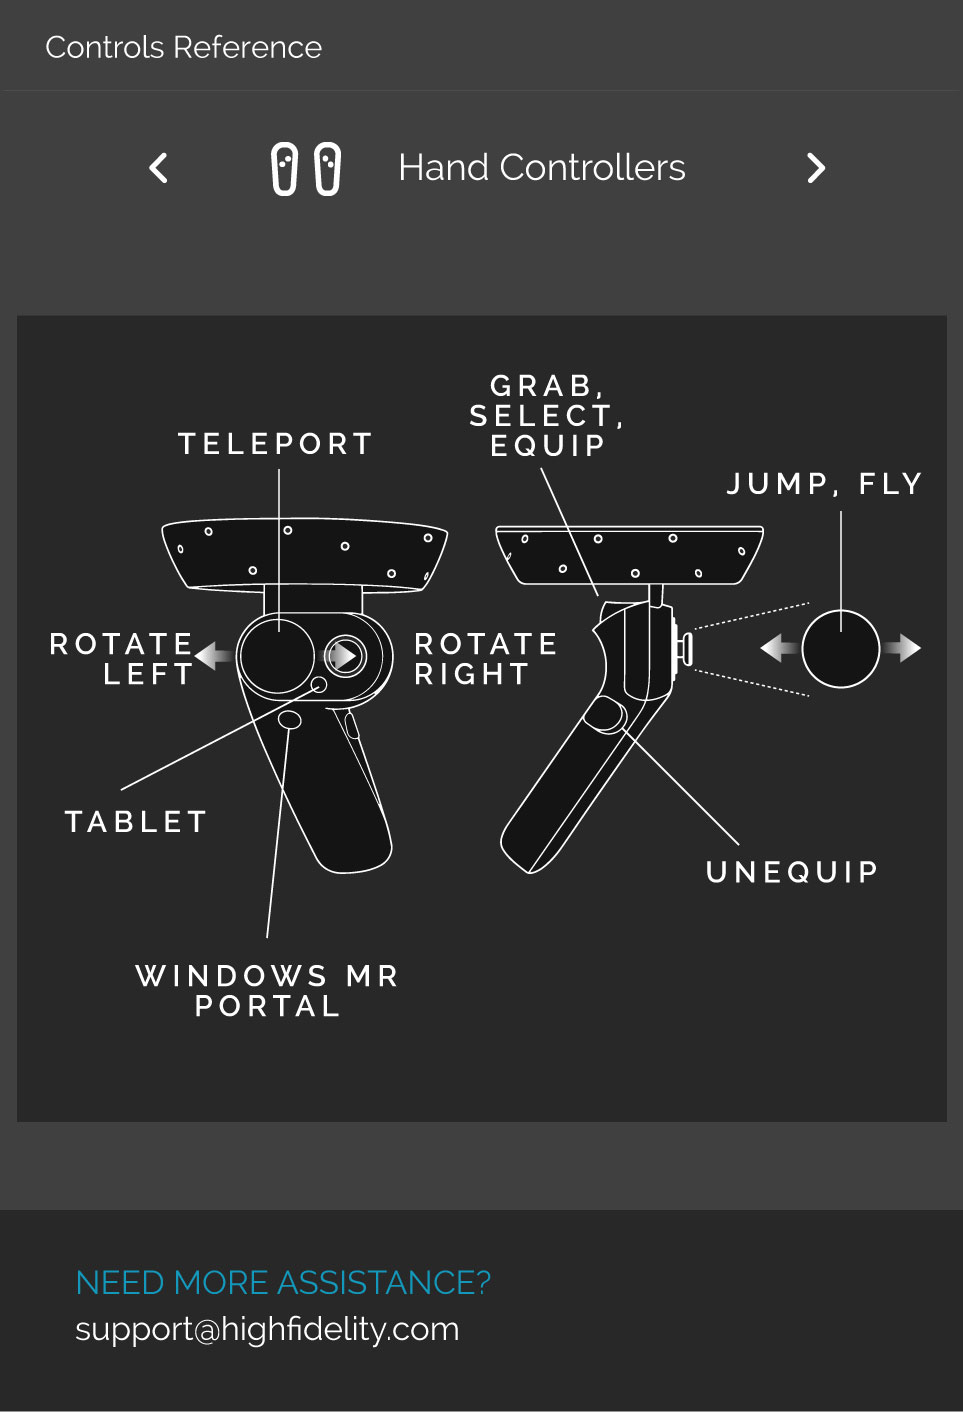 Controls Reference
Hand Controllers
GRAB,
SELECT,
EQUIP
TELEPORT
JUMP, FLY
ROTATE
LEFT
ROTATE
RIGHT
TABLET
UNEQUIP
WINDOWS MR
PORTAL
NEED MORE ASSISTANCE?
support@highfidelity.com